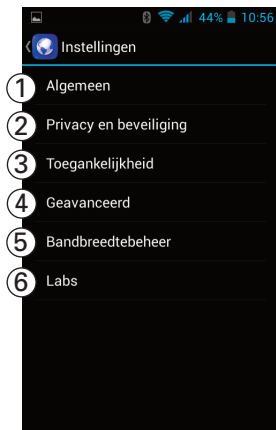 44% 10:56
Instellingen
1 Algemeen
2 Privacy en beveiliging
3 Toegankelijkheid
4 Geavanceerd
5 Bandbreedtebeheer
6 Labs